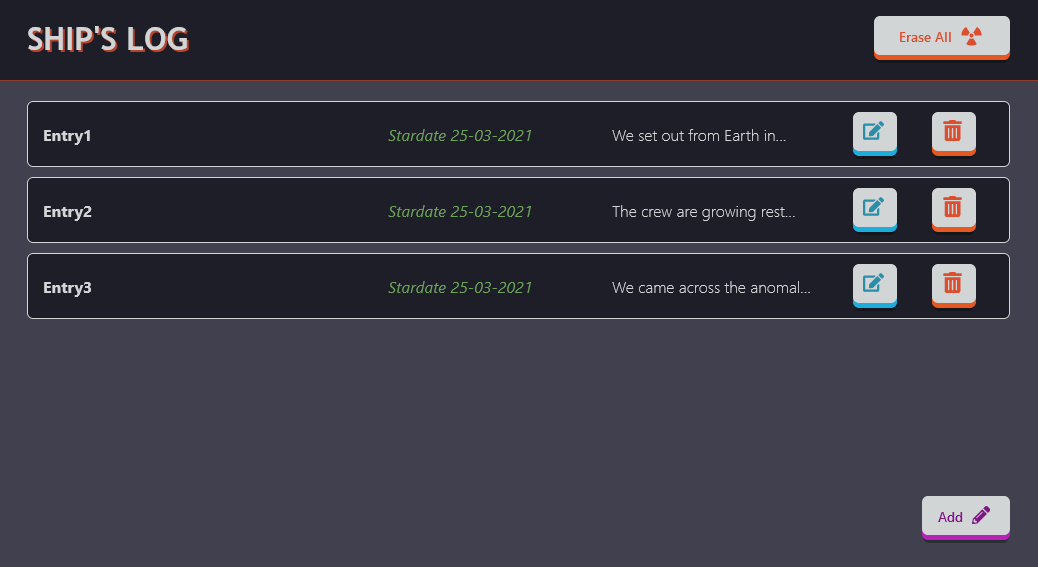 SHIP'S LOG
Erase All
Entry1 Stardate 25-03-2021 We set out from Earth in...
Entry2 Stardate 25-03-2021 The crew are growing rest...
Entry3 Stardate 25-03-2021 We came across the anomal...
Add